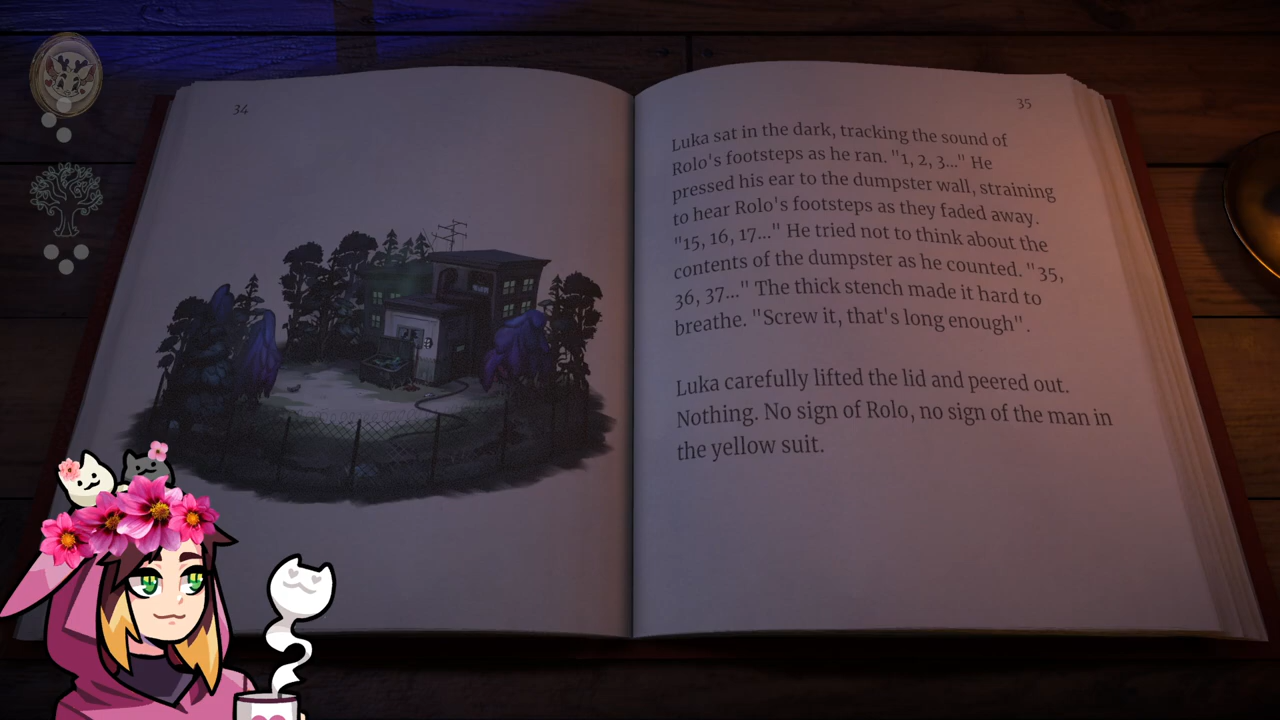 34
35
Luka sat in the dark, tracking the sound of
Rolo's footsteps as he ran. "1, 2, 3..." He
pressed his ear to the dumpster wall, straining
to hear Rolo's footsteps as they faded away.
"15, 16, 17..." He tried not to think about the
contents of the dumpster as he counted. "35,
36, 37..." The thick stench made it hard to
breathe. "Screw it, that's long enough".
Luka carefully lifted the lid and peered out.
Nothing. No sign of Rolo, no sign of the man in
the yellow suit.